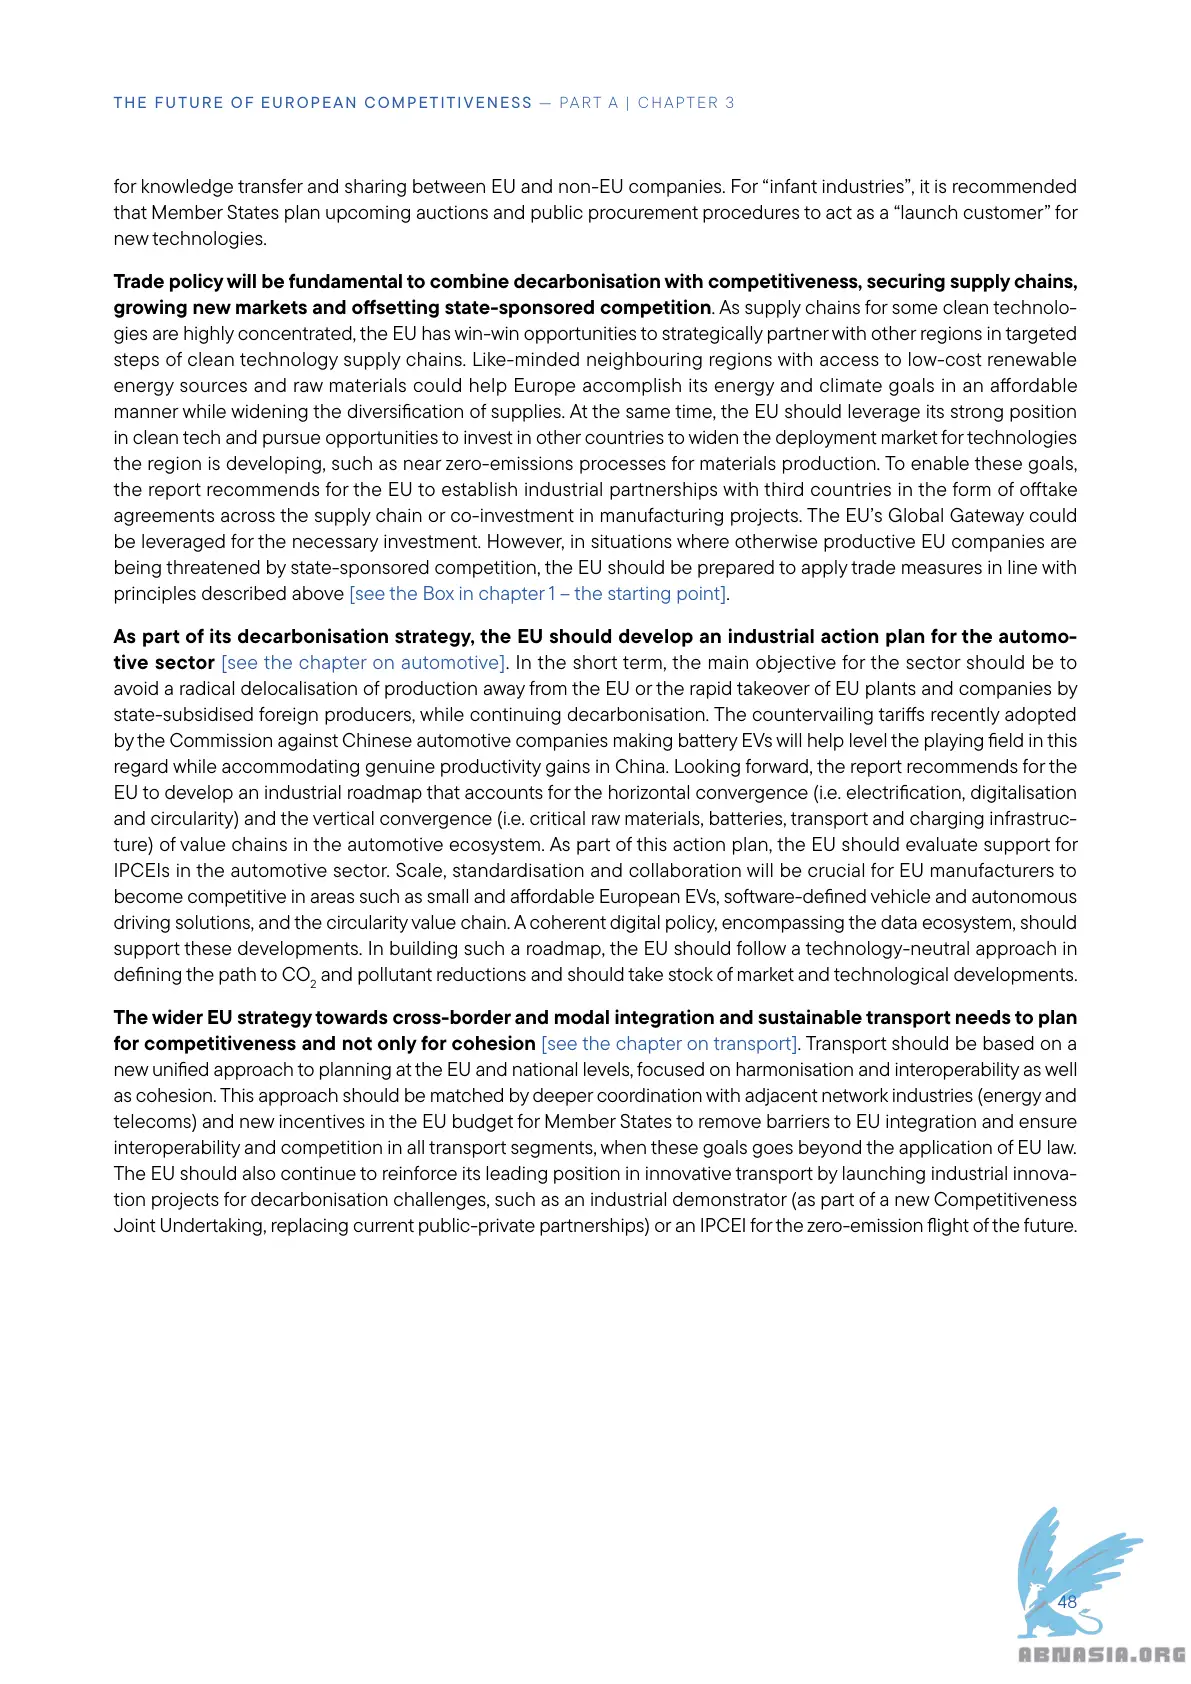 THE FUTURE OF EUROPEAN COMPETITIVENESS — PART A | CHAPTER 3
for knowledge transfer and sharing between EU and non-EU companies. For “infant industries”, it is recommended
that Member States plan upcoming auctions and public procurement procedures to act as a “launch customer” for
new technologies.
Trade policy will be fundamental to combine decarbonisation with competitiveness, securing supply chains,
growing new markets and offsetting state-sponsored competition. As supply chains for some clean technolo-
gies are highly concentrated, the EU has win-win opportunities to strategically partner with other regions in targeted
steps of clean technology supply chains. Like-minded neighbouring regions with access to low-cost renewable
energy sources and raw materials could help Europe accomplish its energy and climate goals in an affordable
manner while widening the diversification of supplies. At the same time, the EU should leverage its strong position
in clean tech and pursue opportunities to invest in other countries to widen the deployment market for technologies
the region is developing, such as near zero-emissions processes for materials production. To enable these goals,
the report recommends for the EU to establish industrial partnerships with third countries in the form of offtake
agreements across the supply chain or co-investment in manufacturing projects. The EU’s Global Gateway could
be leveraged for the necessary investment. However, in situations where otherwise productive EU companies are
being threatened by state-sponsored competition, the EU should be prepared to apply trade measures in line with
principles described above [see the Box in chapter 1 – the starting point].
As part of its decarbonisation strategy, the EU should develop an industrial action plan for the automo-
tive sector [see the chapter on automotive]. In the short term, the main objective for the sector should be to
avoid a radical delocalisation of production away from the EU or the rapid takeover of EU plants and companies by
state-subsidised foreign producers, while continuing decarbonisation. The countervailing tariffs recently adopted
by the Commission against Chinese automotive companies making battery EVs will help level the playing field in this
regard while accommodating genuine productivity gains in China. Looking forward, the report recommends for the
EU to develop an industrial roadmap that accounts for the horizontal convergence (i.e. electrification, digitalisation
and circularity) and the vertical convergence (i.e. critical raw materials, batteries, transport and charging infrastruc-
ture) of value chains in the automotive ecosystem. As part of this action plan, the EU should evaluate support for
IPCEIs in the automotive sector. Scale, standardisation and collaboration will be crucial for EU manufacturers to
become competitive in areas such as small and affordable European EVs, software-defined vehicle and autonomous
driving solutions, and the circularity value chain. A coherent digital policy, encompassing the data ecosystem, should
support these developments. In building such a roadmap, the EU should follow a technology-neutral approach in
defining the path to CO2 and pollutant reductions and should take stock of market and technological developments.
The wider EU strategy towards cross-border and modal integration and sustainable transport needs to plan
for competitiveness and not only for cohesion [see the chapter on transport]. Transport should be based on a
new unified approach to planning at the EU and national levels, focused on harmonisation and interoperability as well
as cohesion. This approach should be matched by deeper coordination with adjacent network industries (energy and
telecoms) and new incentives in the EU budget for Member States to remove barriers to EU integration and ensure
interoperability and competition in all transport segments, when these goals goes beyond the application of EU law.
The EU should also continue to reinforce its leading position in innovative transport by launching industrial innova-
tion projects for decarbonisation challenges, such as an industrial demonstrator (as part of a new Competitiveness
Joint Undertaking, replacing current public-private partnerships) or an IPCEI for the zero-emission flight of the future.
48
ABNASIA.ORG